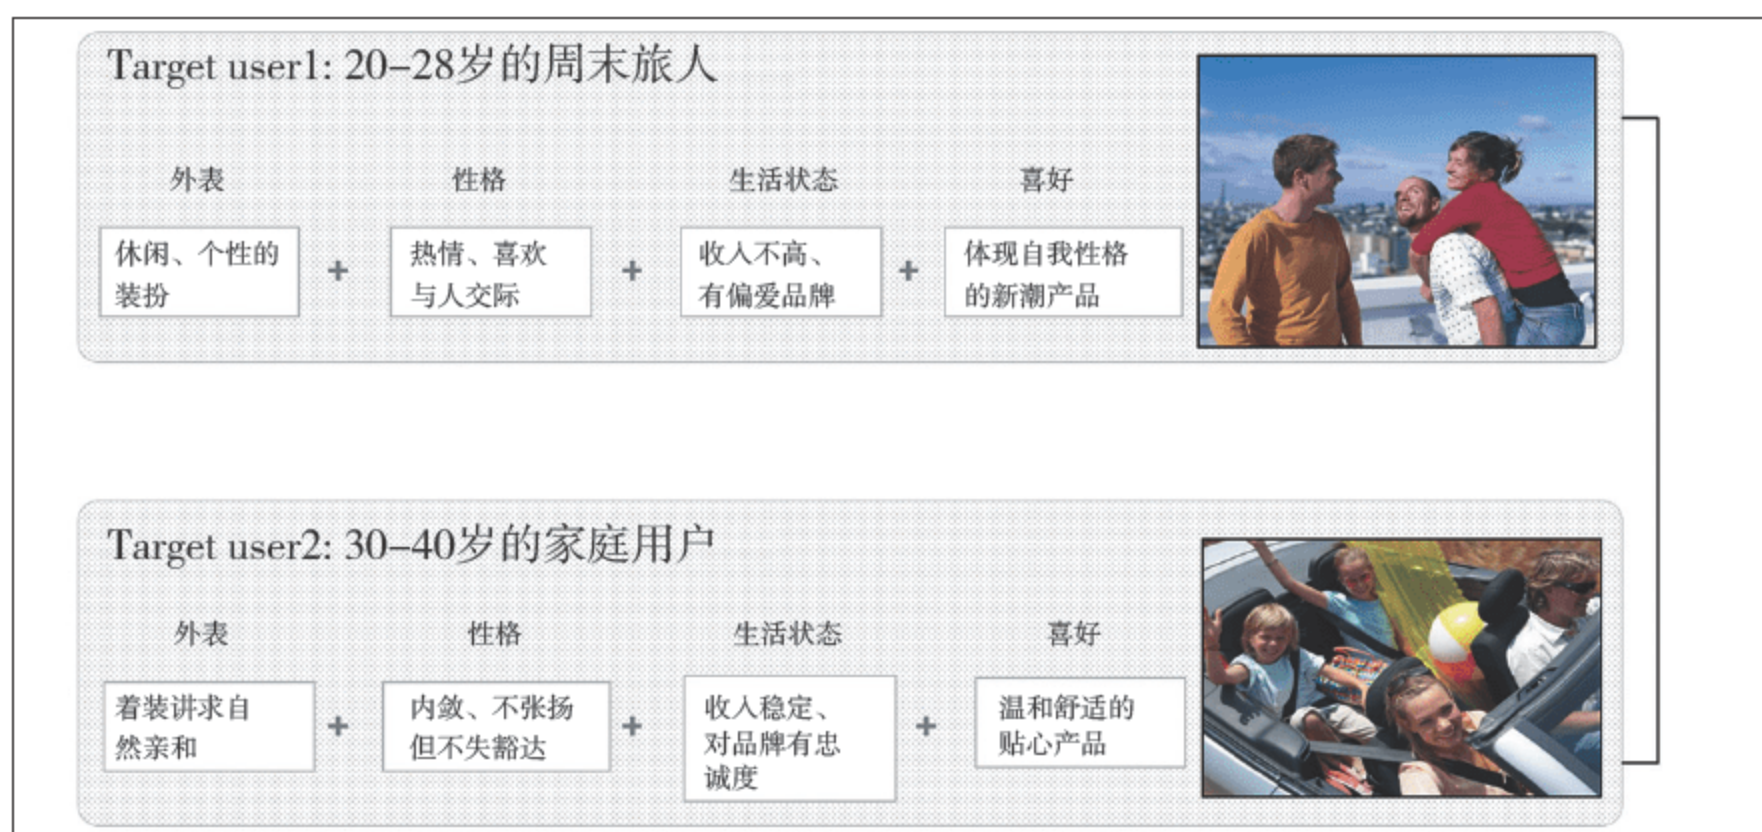 Target user1: 20–28岁的周末旅人
外表
性格
生活状态
喜好
休闲、个性的
装扮
+
热情、喜欢
与人交际
+
收入不高、
有偏爱品牌
+
体现自我性格
的新潮产品
Target user2: 30–40岁的家庭用户
外表
性格
生活状态
喜好
着装讲求自
然亲和
+
内敛、不张扬
但不失豁达
+
收入稳定、
对品牌有忠
诚度
+
温和舒适的
贴心产品